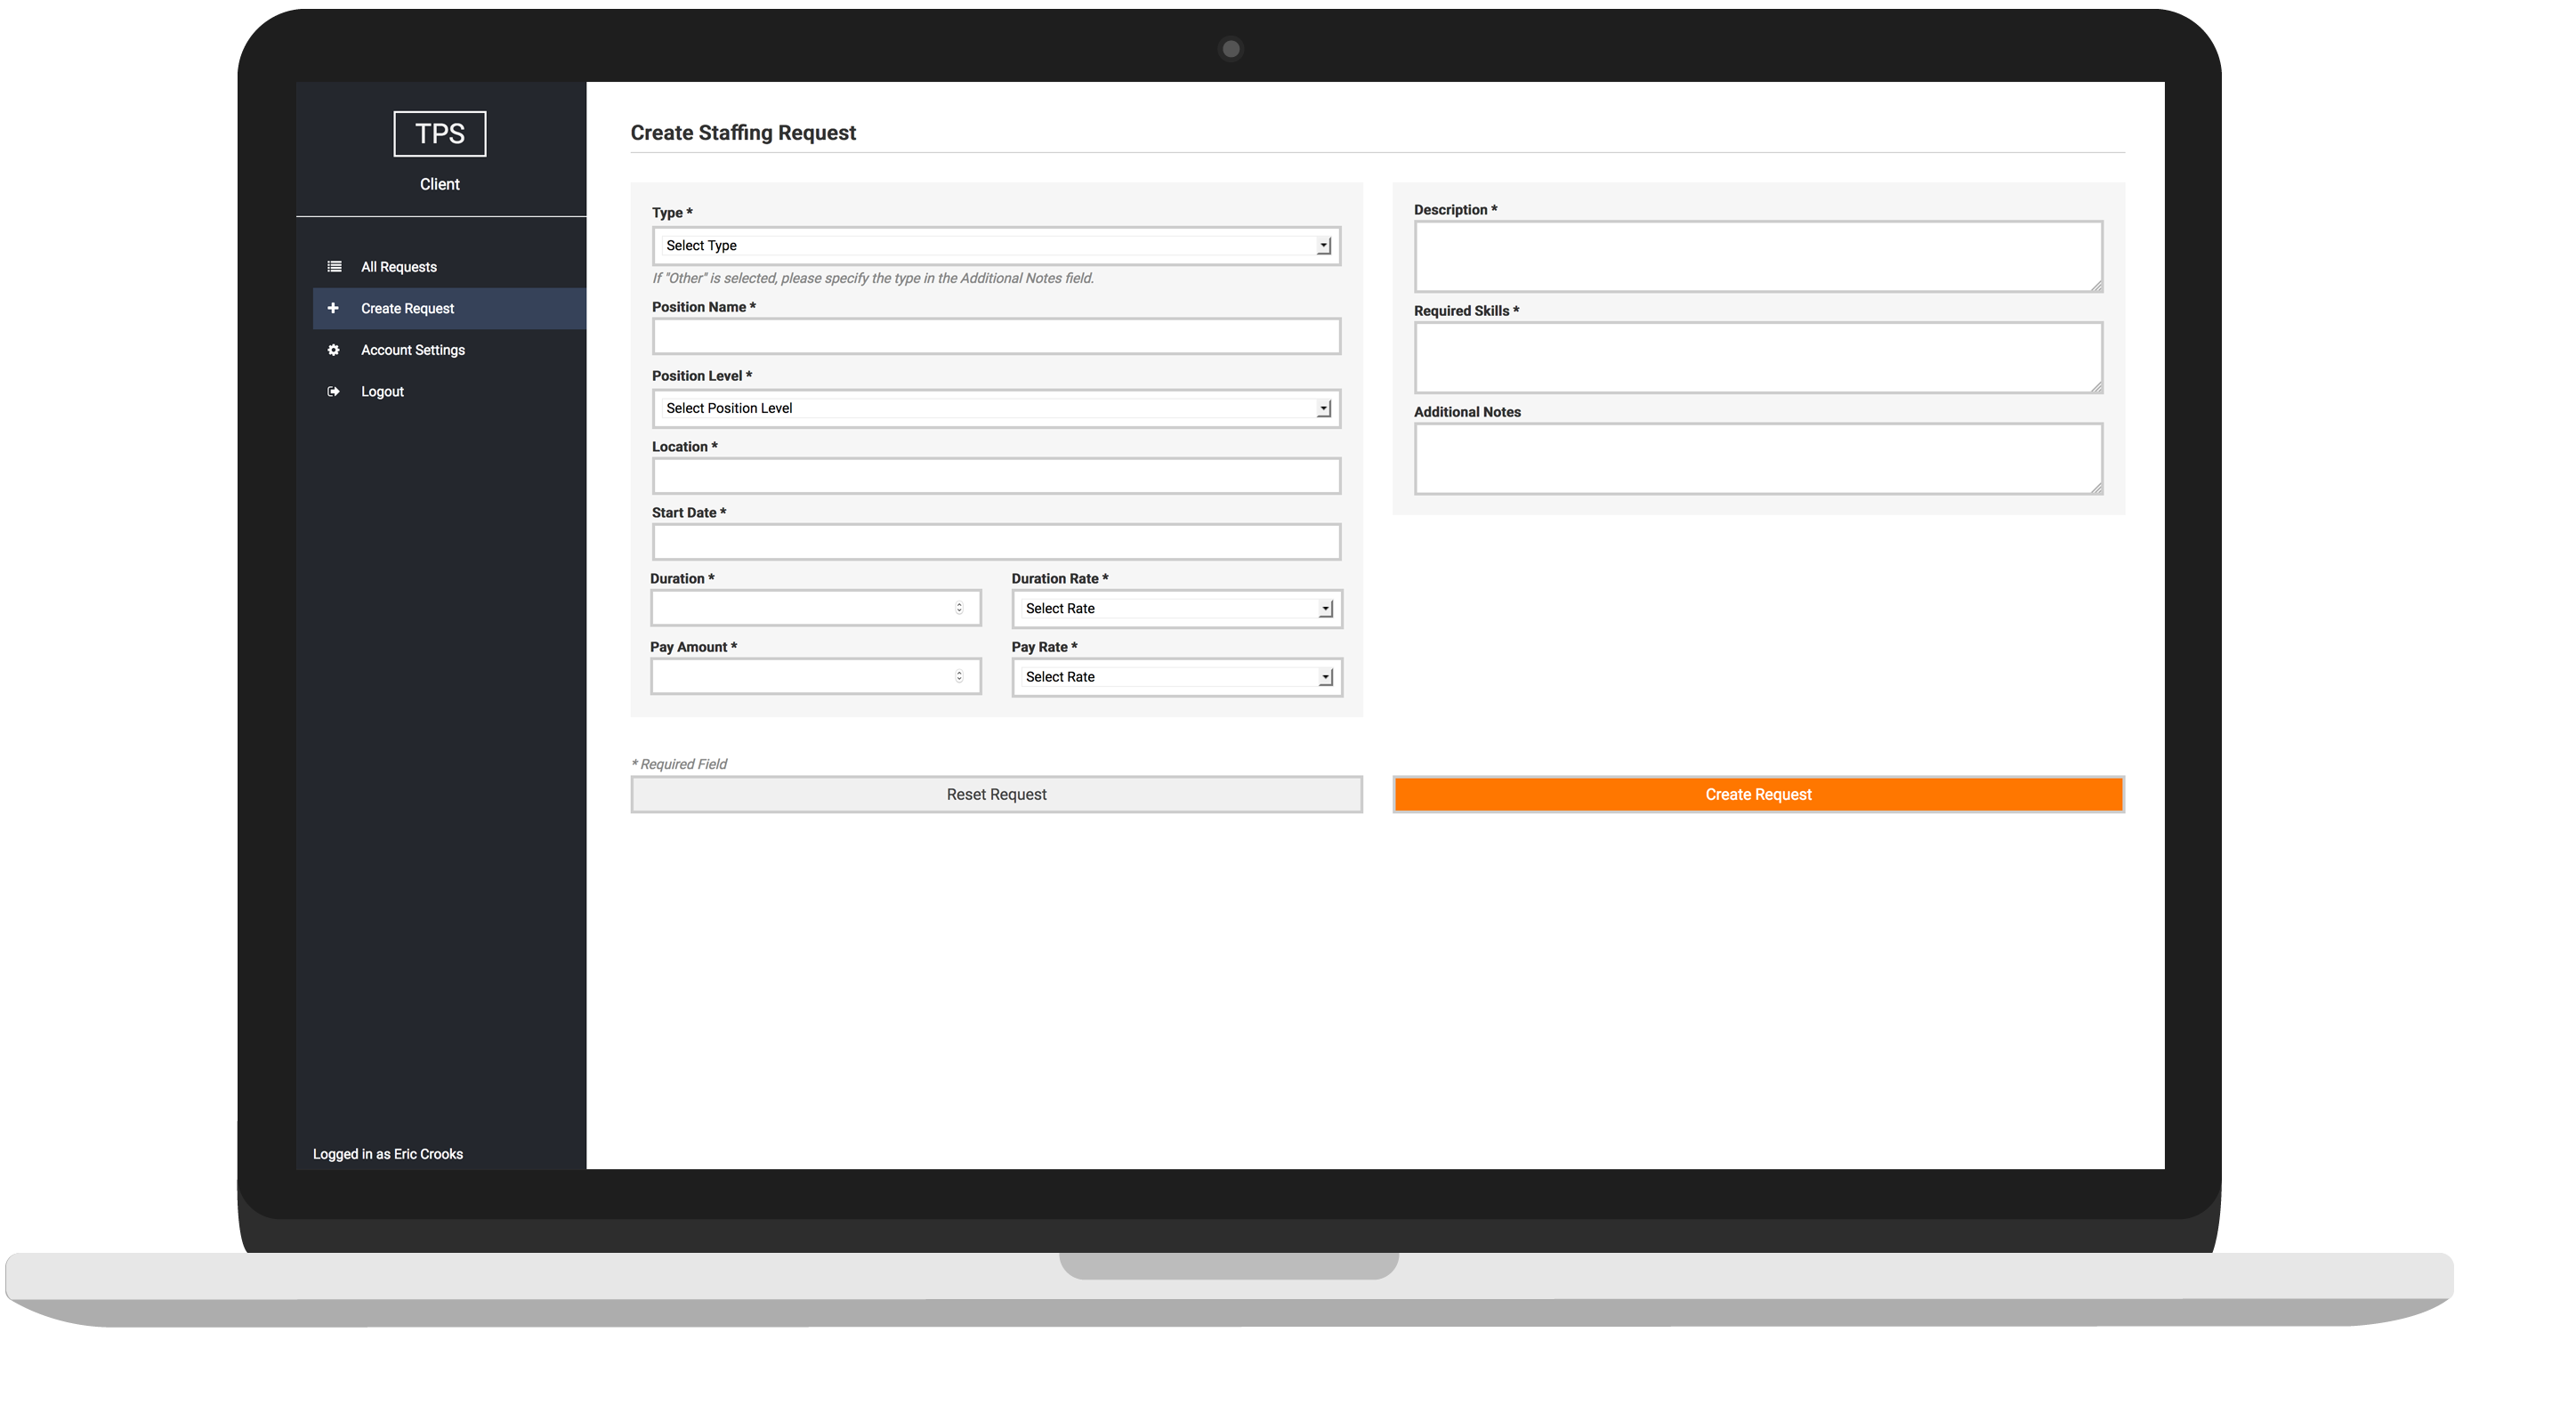 TPS
Client
All Requests
Create Request
Account Settings
Logout
Logged in as Eric Crooks
Create Staffing Request
Type *
Select Type
If "Other" is selected, please specify the type in the Additional Notes field.
Position Name *
Position Level *
Select Position Level
Location *
Start Date *
Duration *
Duration Rate *
Select Rate
Pay Amount *
Pay Rate *
Select Rate
Description *
Required Skills *
Additional Notes
* Required Field
Reset Request
Create Request